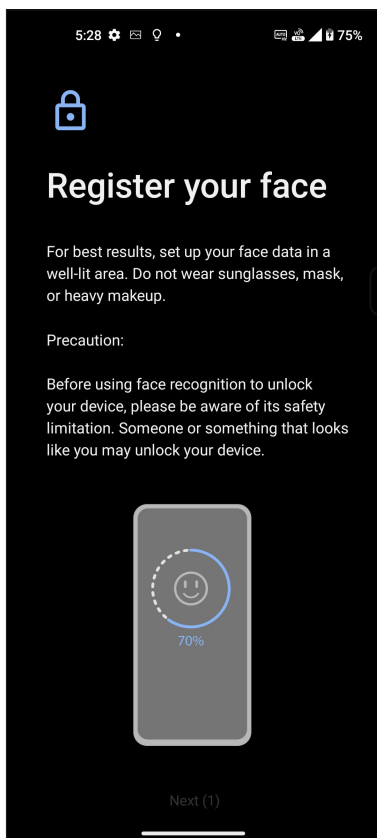 5:28 75%
Register your face
For best results, set up your face data in a
well-lit area. Do not wear sunglasses, mask,
or heavy makeup.
Precaution:
Before using face recognition to unlock
your device, please be aware of its safety
limitation. Someone or something that looks
like you may unlock your device.
70%
Next (1)